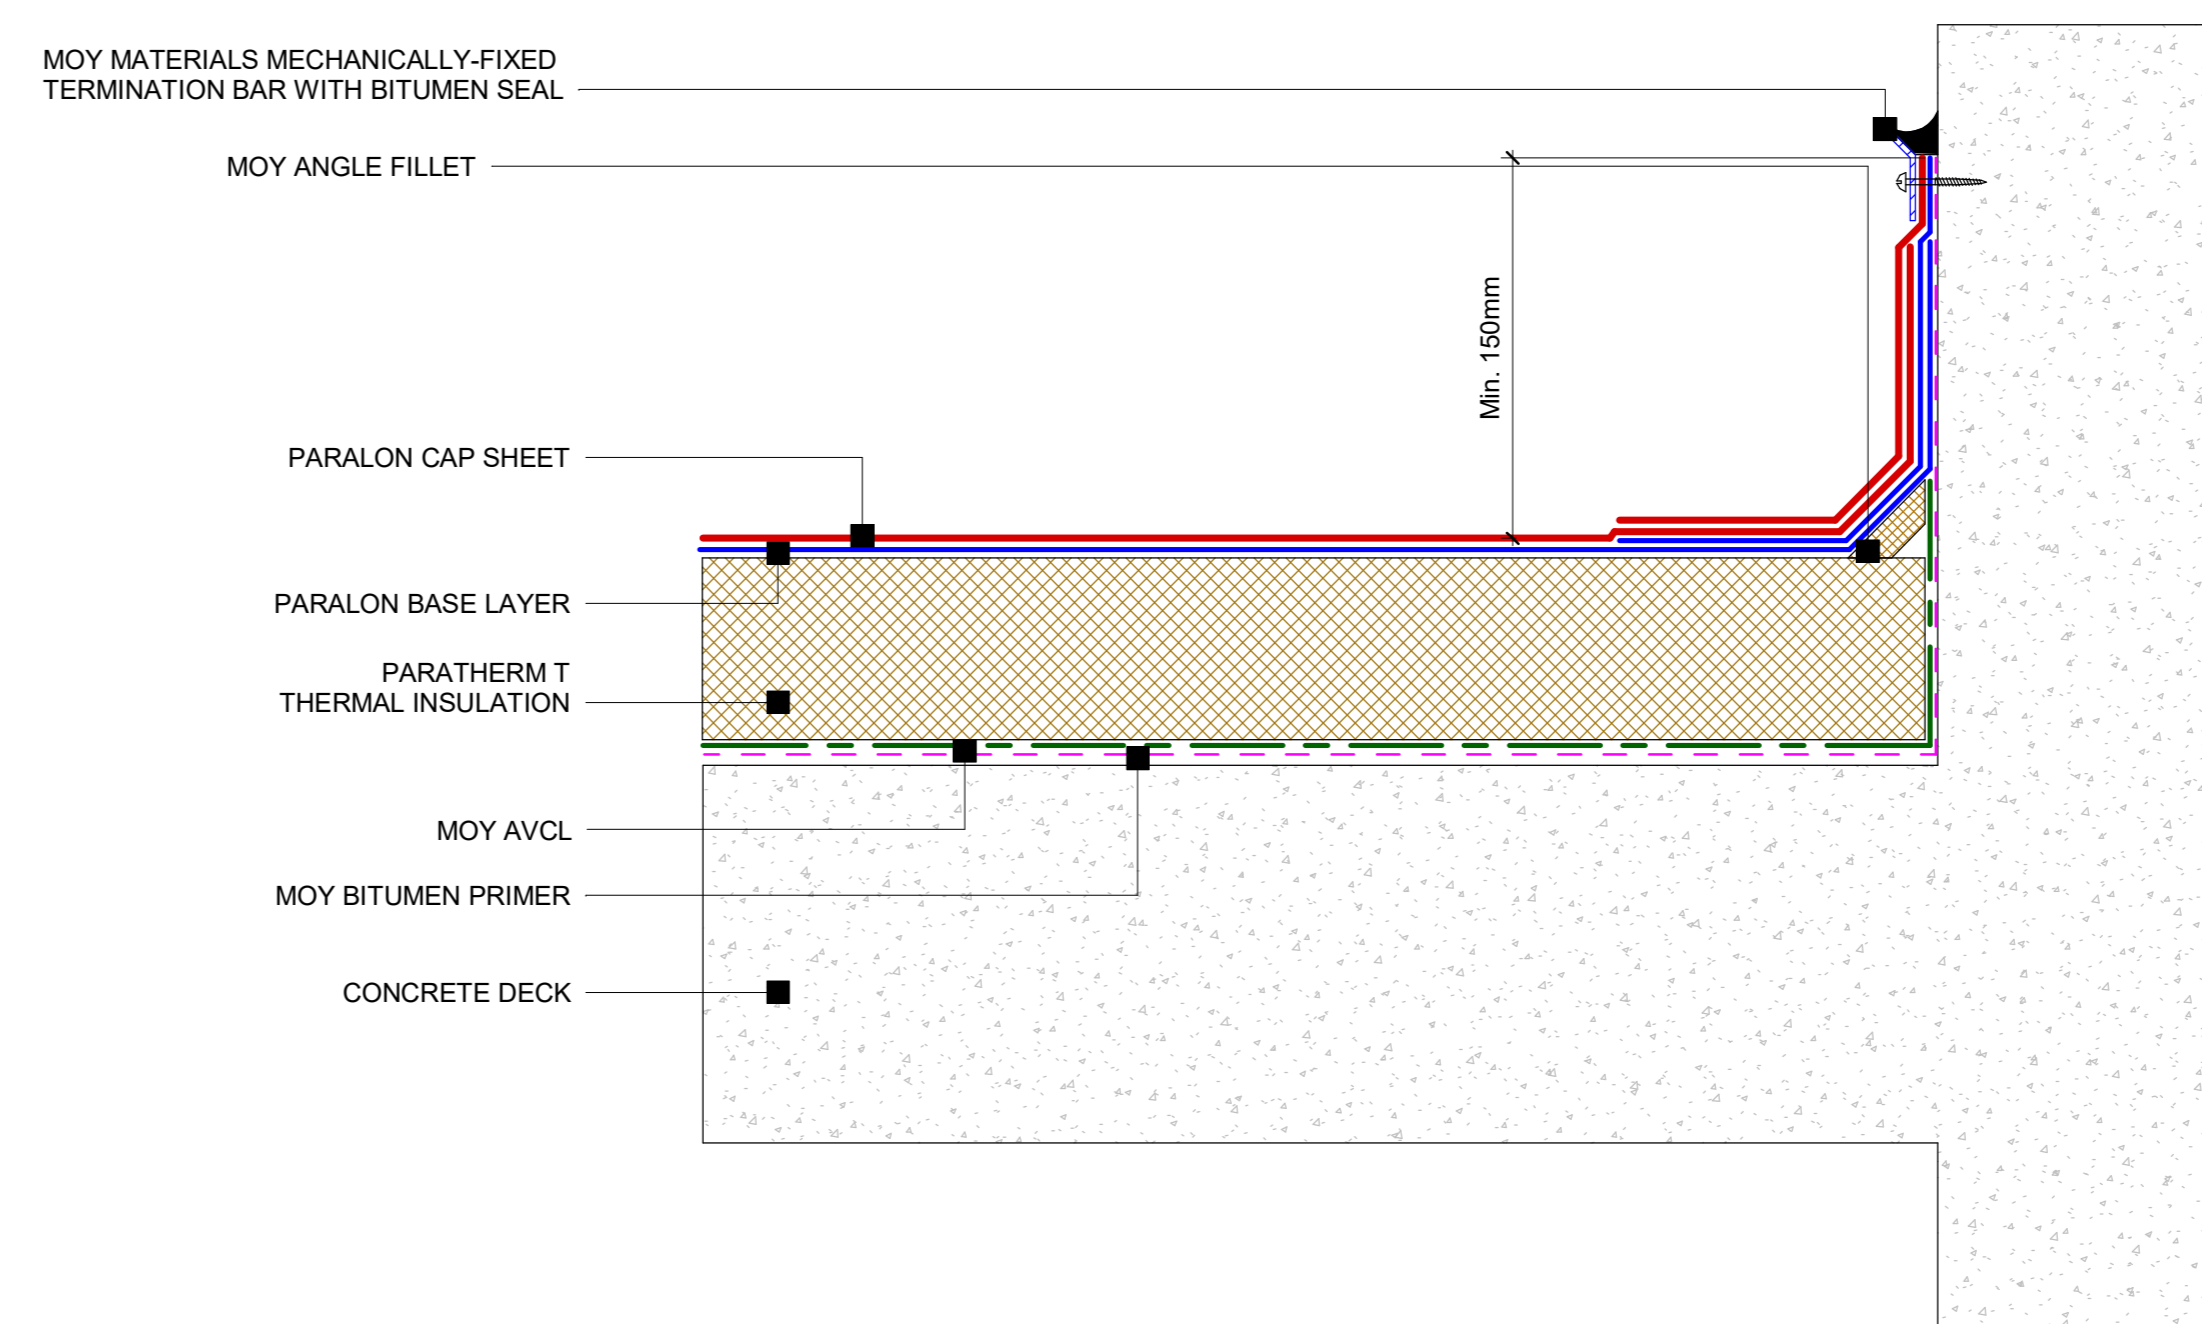 MOY MATERIALS MECHANICALLY-FIXED
TERMINATION BAR WITH BITUMEN SEAL
MOY ANGLE FILLET
Min. 150mm
PARALON CAP SHEET
PARALON BASE LAYER
PARATHERM T
THERMAL INSULATION
MOY AVCL
MOY BITUMEN PRIMER
CONCRETE DECK